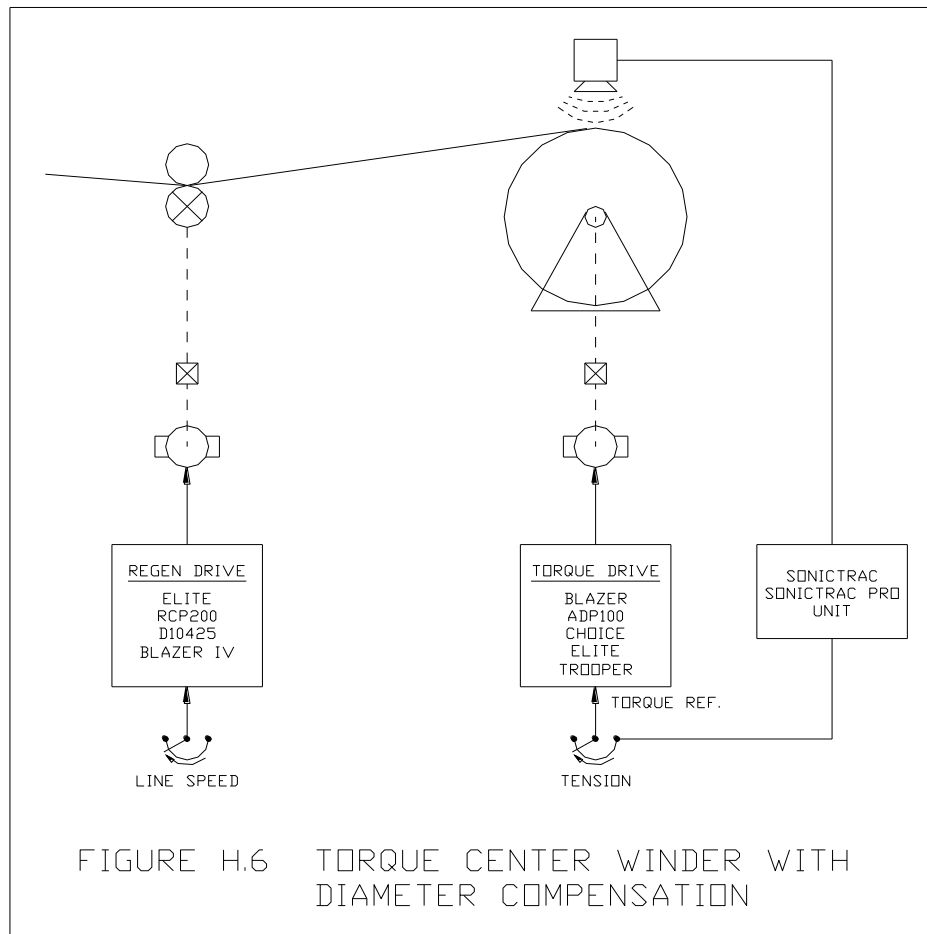 REGEN DRIVE
ELITE
RCP200
D10425
BLAZER IV
LINE SPEED
TORQUE DRIVE
BLAZER
ADP100
CHOICE
ELITE
TROOPER
TORQUE REF.
TENSION
SONICTRAC
SONICTRAC PRO
UNIT
FIGURE H.6 TORQUE CENTER WINDER WITH
DIAMETER COMPENSATION